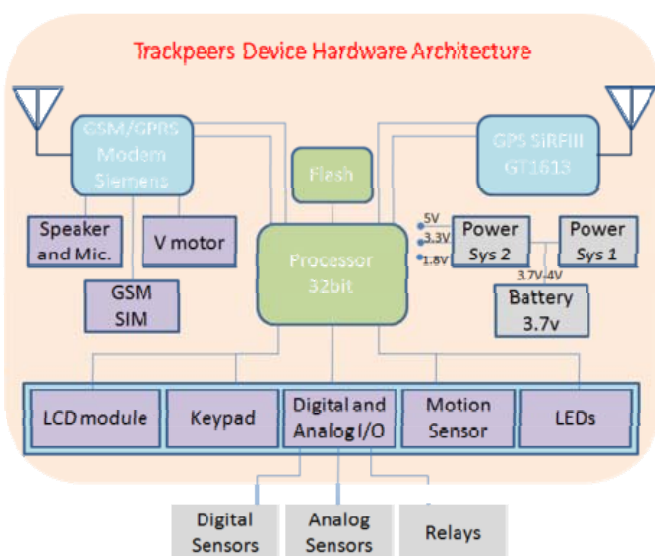 Trackpeers Device Hardware Architecture
GSM/GPRS
Modem
Siemens
GPS SiRFIII
GT1613
Flash
Speaker
and Mic.
V motor
GSM
SIM
Processor
32bit
5V
3.3V
1.8V
Power
Sys 2
Power
Sys 1
3.7V-4V
Battery
3.7v
LCD module
Keypad
Digital and
Analog I/O
Motion
Sensor
LEDs
Digital
Sensors
Analog
Sensors
Relays